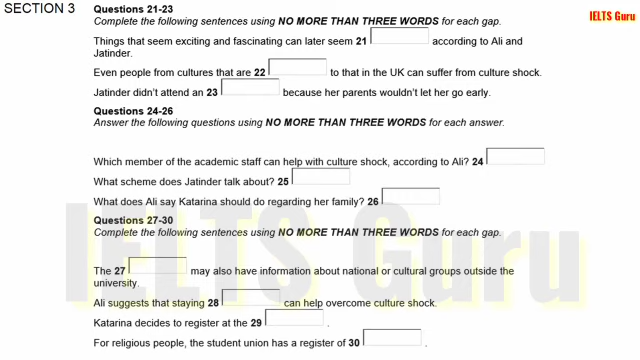 SECTION 3
IELTS Guru
Questions 21-23
Complete the following sentences using NO MORE THAN THREE WORDS for each gap.
Things that seem exciting and fascinating can later seem 21 according to Ali and
Jatinder.
Even people from cultures that are 22 to that in the UK can suffer from culture shock.
Jatinder didn't attend an 23 because her parents wouldn't let her go early.
Questions 24-26
Answer the following questions using NO MORE THAN THREE WORDS for each answer.
Which member of the academic staff can help with culture shock, according to Ali? 24
What scheme does Jatinder talk about? 25
What does Ali say Katarina should do regarding her family? 26
IELTS Guru
Questions 27-30
Complete the following sentences using NO MORE THAN THREE WORDS for each gap.
The 27 may also have information about national or cultural groups outside the
university.
Ali suggests that staying 28 can help overcome culture shock.
Katarina decides to register at the 29 .
For religious people, the student union has a register of 30 .